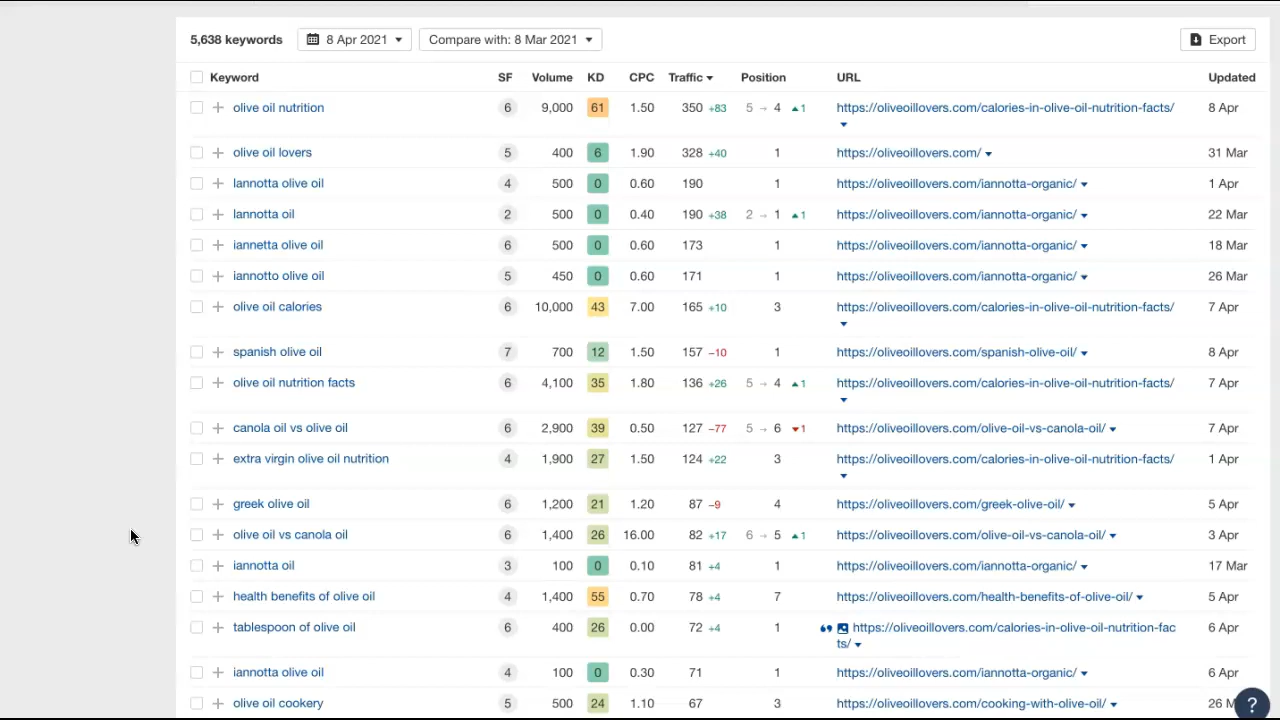 5,638 keywords 8 Apr 2021 Compare with: 8 Mar 2021 Export
Keyword SF Volume KD CPC Traffic Position URL Updated
olive oil nutrition 6 9,000 61 1.50 350 +83 5 → 4 ▲1 https://oliveoillovers.com/calories-in-olive-oil-nutrition-facts/ 8 Apr
olive oil lovers 5 400 6 1.90 328 +40 1 https://oliveoillovers.com/ 31 Mar
lannotta olive oil 4 500 0 0.60 190 1 https://oliveoillovers.com/iannotta-organic/ 1 Apr
lannotta oil 2 500 0 0.40 190 +38 2 → 1 ▲1 https://oliveoillovers.com/iannotta-organic/ 22 Mar
iannetta olive oil 6 500 0 0.60 173 1 https://oliveoillovers.com/iannotta-organic/ 18 Mar
iannotto olive oil 5 450 0 0.60 171 1 https://oliveoillovers.com/iannotta-organic/ 26 Mar
olive oil calories 6 10,000 43 7.00 165 +10 3 https://oliveoillovers.com/calories-in-olive-oil-nutrition-facts/ 7 Apr
spanish olive oil 7 700 12 1.50 157 −10 1 https://oliveoillovers.com/spanish-olive-oil/ 8 Apr
olive oil nutrition facts 6 4,100 35 1.80 136 +26 5 → 4 ▲1 https://oliveoillovers.com/calories-in-olive-oil-nutrition-facts/ 7 Apr
canola oil vs olive oil 6 2,900 39 0.50 127 −77 5 → 6 ▼1 https://oliveoillovers.com/olive-oil-vs-canola-oil/ 7 Apr
extra virgin olive oil nutrition 4 1,900 27 1.50 124 +22 3 https://oliveoillovers.com/calories-in-olive-oil-nutrition-facts/ 1 Apr
greek olive oil 6 1,200 21 1.20 87 −9 4 https://oliveoillovers.com/greek-olive-oil/ 5 Apr
olive oil vs canola oil 6 1,400 26 16.00 82 +17 6 → 5 ▲1 https://oliveoillovers.com/olive-oil-vs-canola-oil/ 3 Apr
iannotta oil 3 100 0 0.10 81 +4 1 https://oliveoillovers.com/iannotta-organic/ 17 Mar
health benefits of olive oil 4 1,400 55 0.70 78 +4 7 https://oliveoillovers.com/health-benefits-of-olive-oil/ 5 Apr
tablespoon of olive oil 6 400 26 0.00 72 +4 1 https://oliveoillovers.com/calories-in-olive-oil-nutrition-fac 6 Apr
ts/
iannotta olive oil 4 100 0 0.30 71 1 https://oliveoillovers.com/iannotta-organic/ 6 Apr
olive oil cookery 5 500 24 1.10 67 3 https://oliveoillovers.com/cooking-with-olive-oil/ 26
?